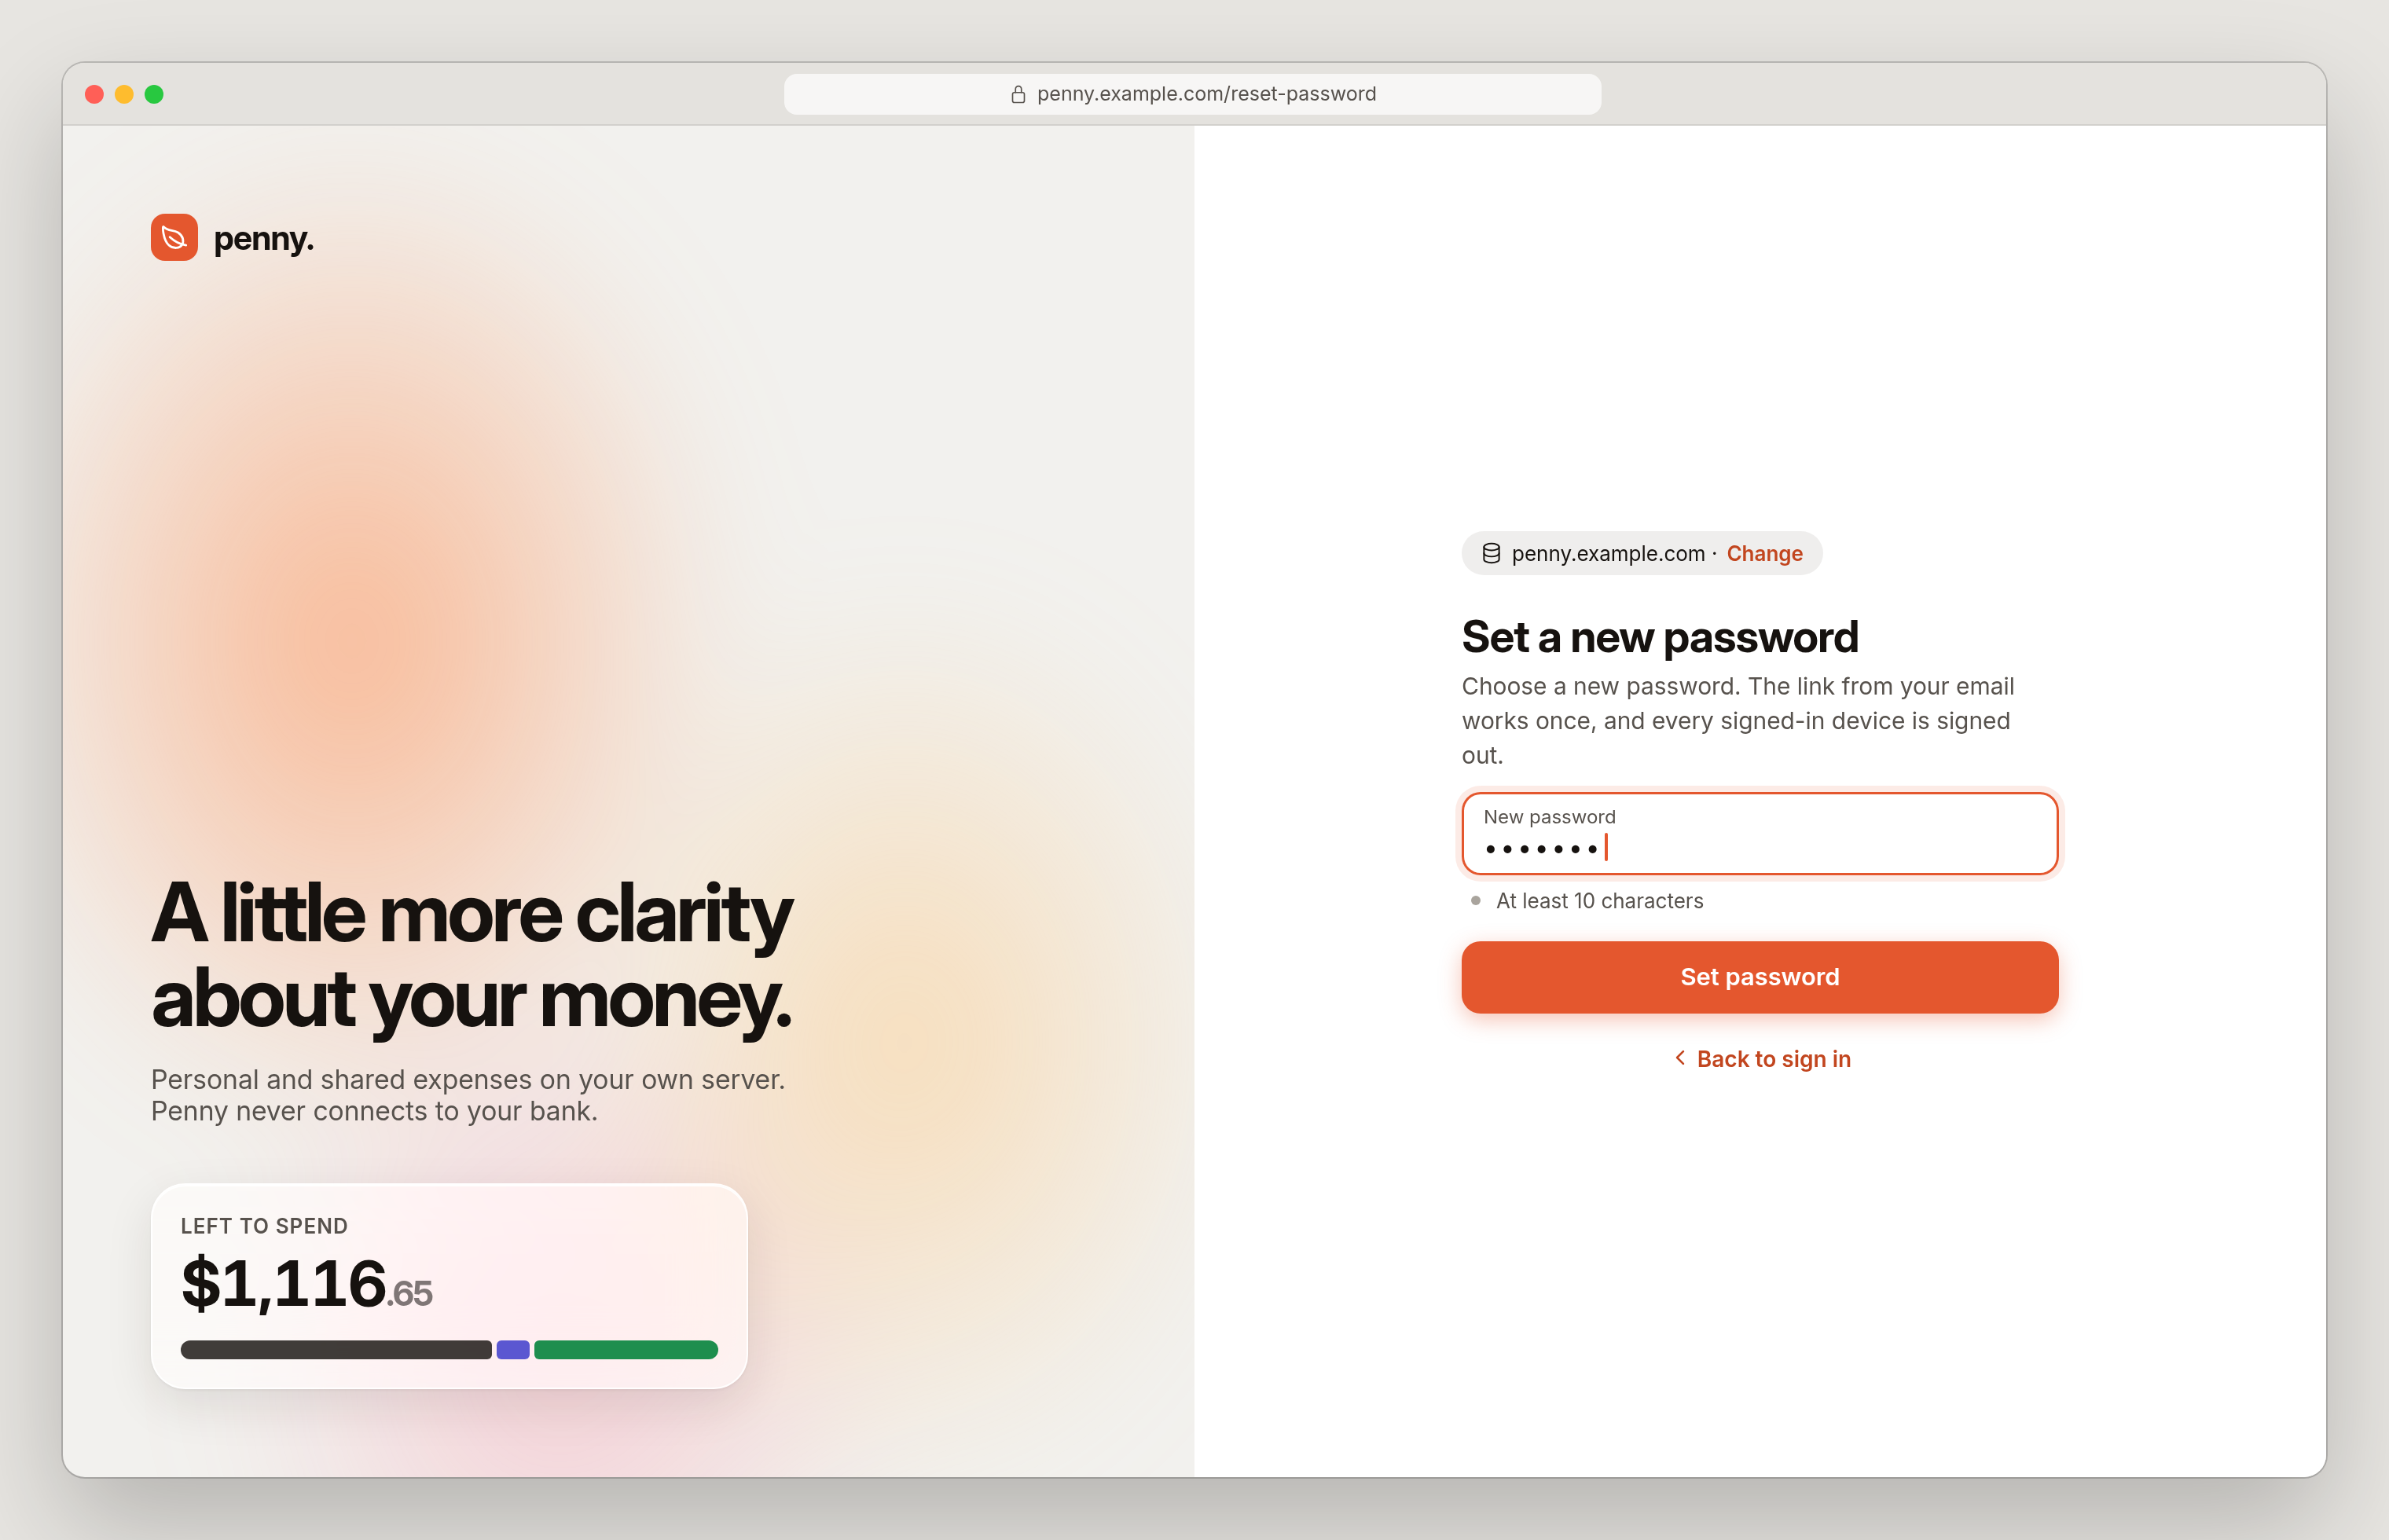 penny.example.com/reset-password
penny.
A little more clarity
about your money.
Personal and shared expenses on your own server.
Penny never connects to your bank.
LEFT TO SPEND
$1,116.65
penny.example.com · Change
Set a new password
Choose a new password. The link from your email
works once, and every signed-in device is signed
out.
New password
•••••••
At least 10 characters
Set password
Back to sign in